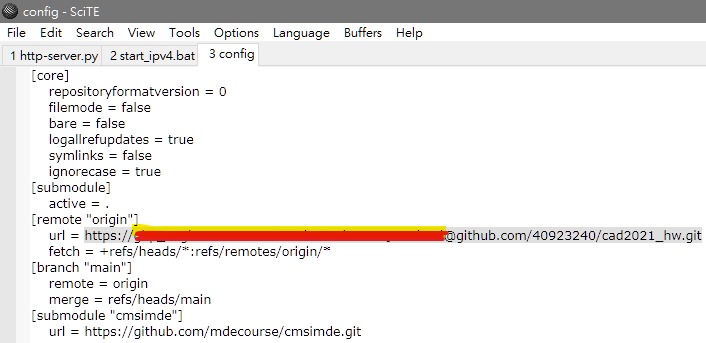 config - SciTE
File Edit Search View Tools Options Language Buffers Help
1 http-server.py 2 start_ipv4.bat 3 config
[core]
repositoryformatversion = 0
filemode = false
bare = false
logallrefupdates = true
symlinks = false
ignorecase = true
[submodule]
active = .
[remote "origin"]
url = https:// @github.com/40923240/cad2021_hw.git
fetch = +refs/heads/*:refs/remotes/origin/*
[branch "main"]
remote = origin
merge = refs/heads/main
[submodule "cmsimde"]
url = https://github.com/mdecourse/cmsimde.git